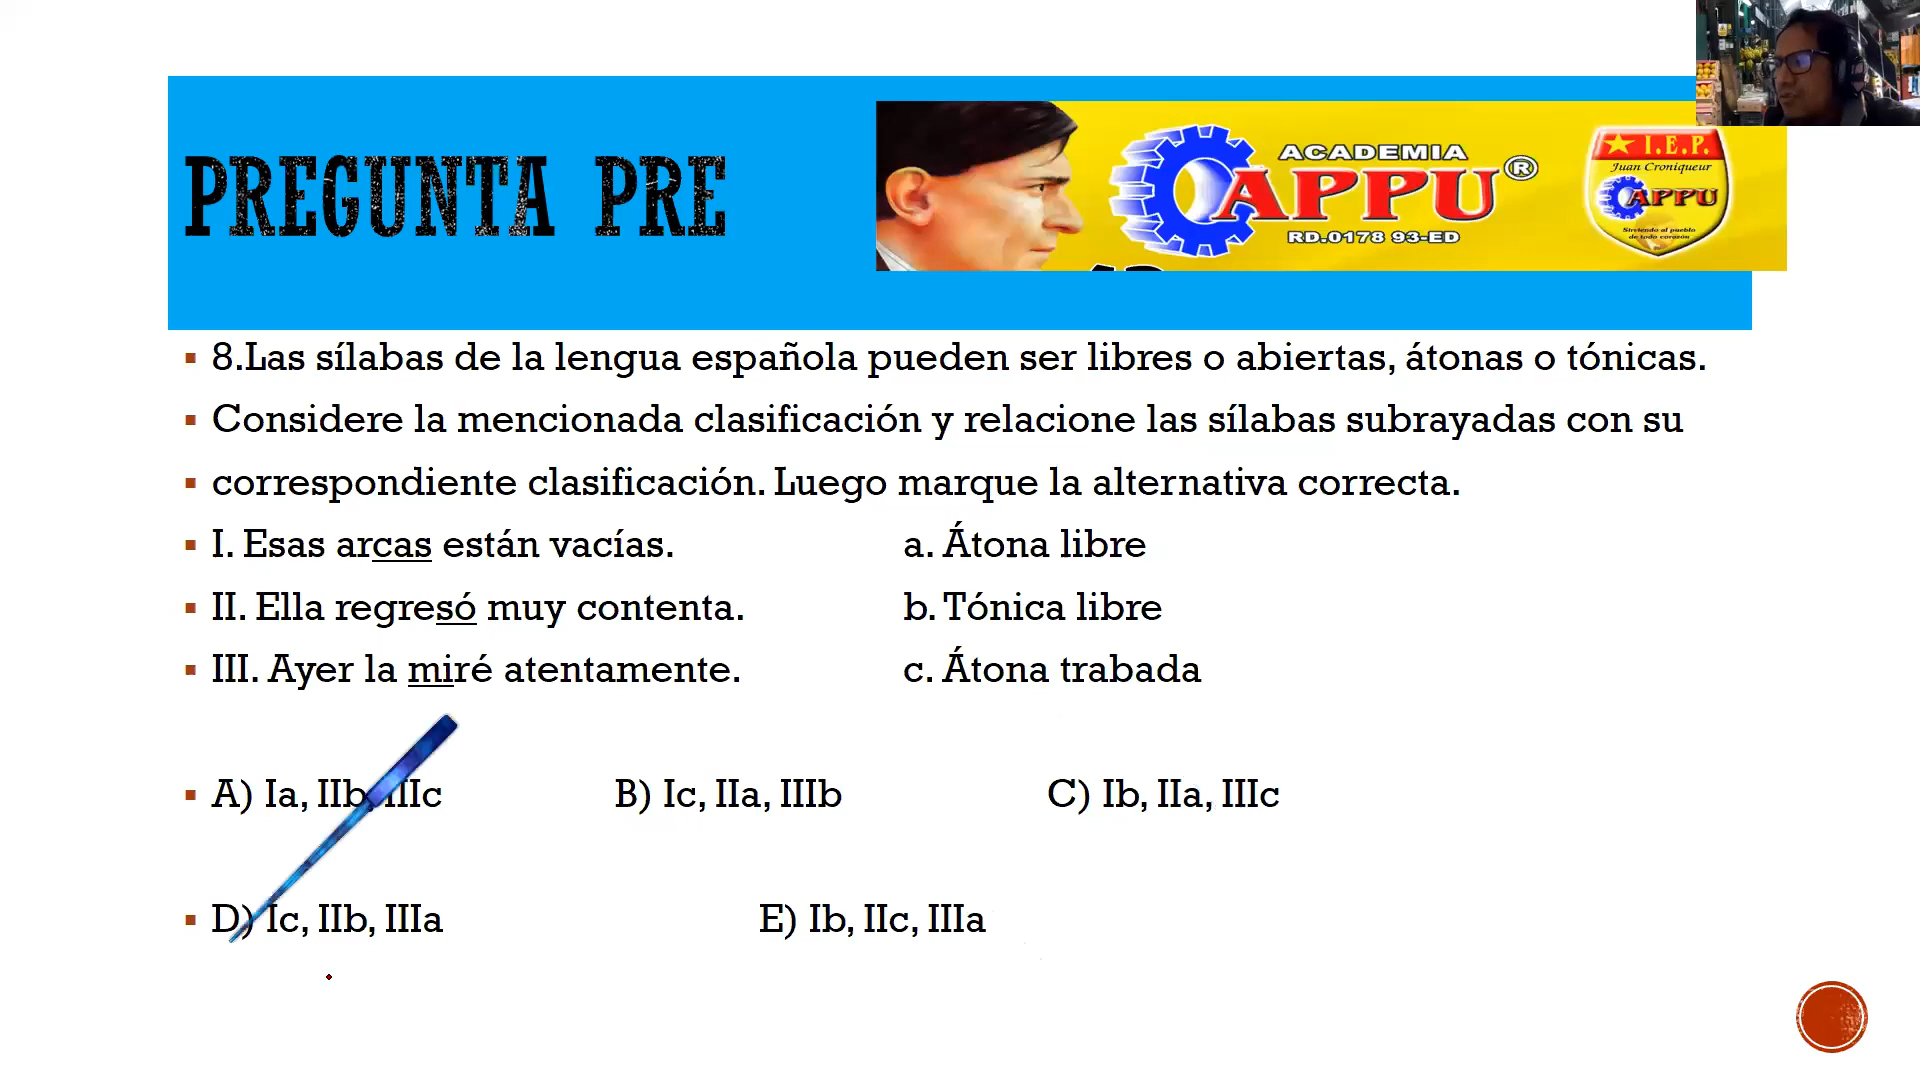 PREGUNTA PRE
ACADEMIA
APPU ®
RD.0178 93-ED
I.E.P.
Juan Croniqueur
APPU
Sirviendo al pueblo
de todo corazón
8.Las sílabas de la lengua española pueden ser libres o abiertas, átonas o tónicas.
Considere la mencionada clasificación y relacione las sílabas subrayadas con su
correspondiente clasificación. Luego marque la alternativa correcta.
I. Esas arcas están vacías. a. Átona libre
II. Ella regresó muy contenta. b. Tónica libre
III. Ayer la miré atentamente. c. Átona trabada
A) Ia, IIb, IIIc B) Ic, IIa, IIIb C) Ib, IIa, IIIc
D) Ic, IIb, IIIa E) Ib, IIc, IIIa